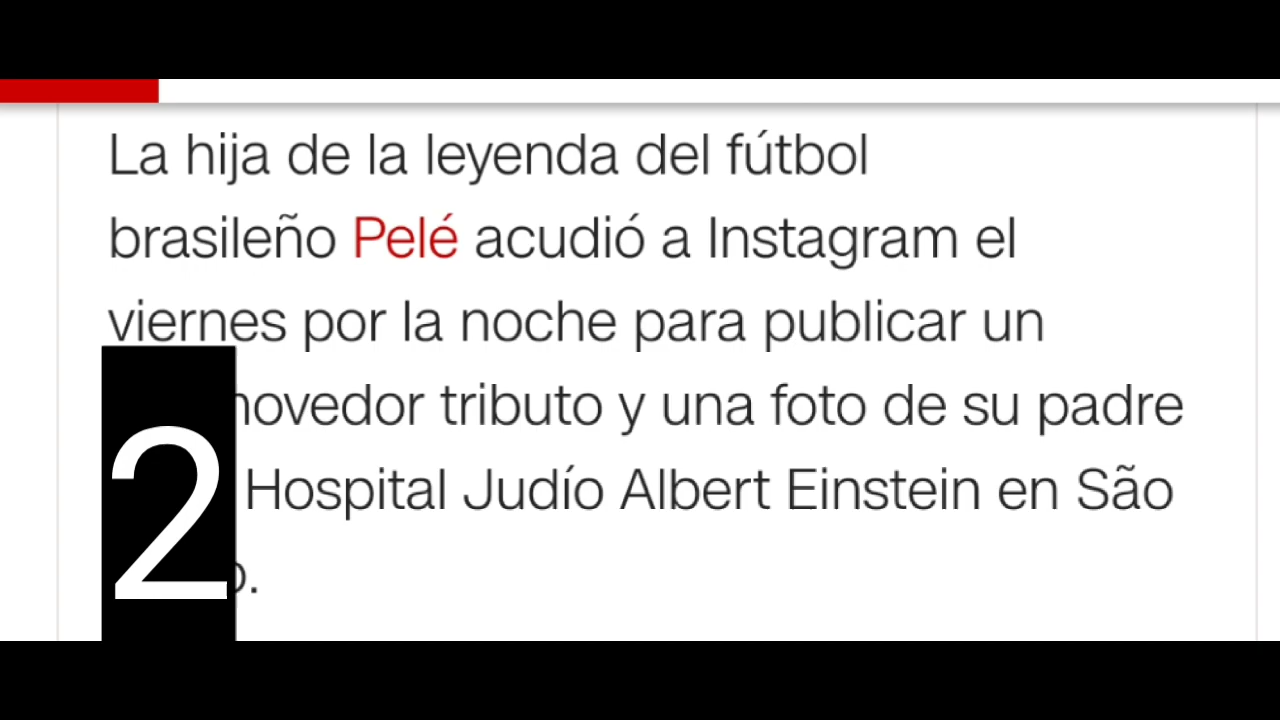 La hija de la leyenda del fútbol
brasileño Pelé acudió a Instagram el
viernes por la noche para publicar un
tributo y una foto de su padre
Hospital Judío Albert Einstein en São
2